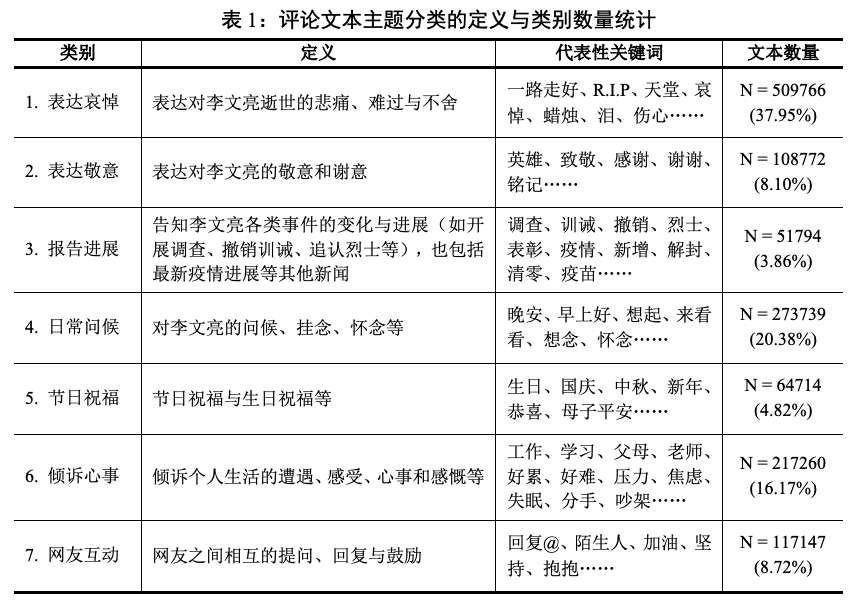 表 1：评论文本主题分类的定义与类别数量统计
类别 定义 代表性关键词 文本数量
1. 表达哀悼 表达对李文亮逝世的悲痛、难过与不舍 一路走好、R.I.P、天堂、哀
悼、蜡烛、泪、伤心…… N = 509766
(37.95%)
2. 表达敬意 表达对李文亮的敬意和谢意 英雄、致敬、感谢、谢谢、
铭记…… N = 108772
(8.10%)
3. 报告进展 告知李文亮各类事件的变化与进展（如开
展调查、撤销训诫、追认烈士等），也包括
最新疫情进展等其他新闻 调查、训诫、撤销、烈士、
表彰、疫情、新增、解封、
清零、疫苗…… N = 51794
(3.86%)
4. 日常问候 对李文亮的问候、挂念、怀念等 晚安、早上好、想起、来看
看、想念、怀念…… N = 273739
(20.38%)
5. 节日祝福 节日祝福与生日祝福等 生日、国庆、中秋、新年、
恭喜、母子平安…… N = 64714
(4.82%)
6. 倾诉心事 倾诉个人生活的遭遇、感受、心事和感慨等 工作、学习、父母、老师、
好累、好难、压力、焦虑、
失眠、分手、吵架…… N = 217260
(16.17%)
7. 网友互动 网友之间相互的提问、回复与鼓励 回复@、陌生人、加油、坚
持、抱抱…… N = 117147
(8.72%)